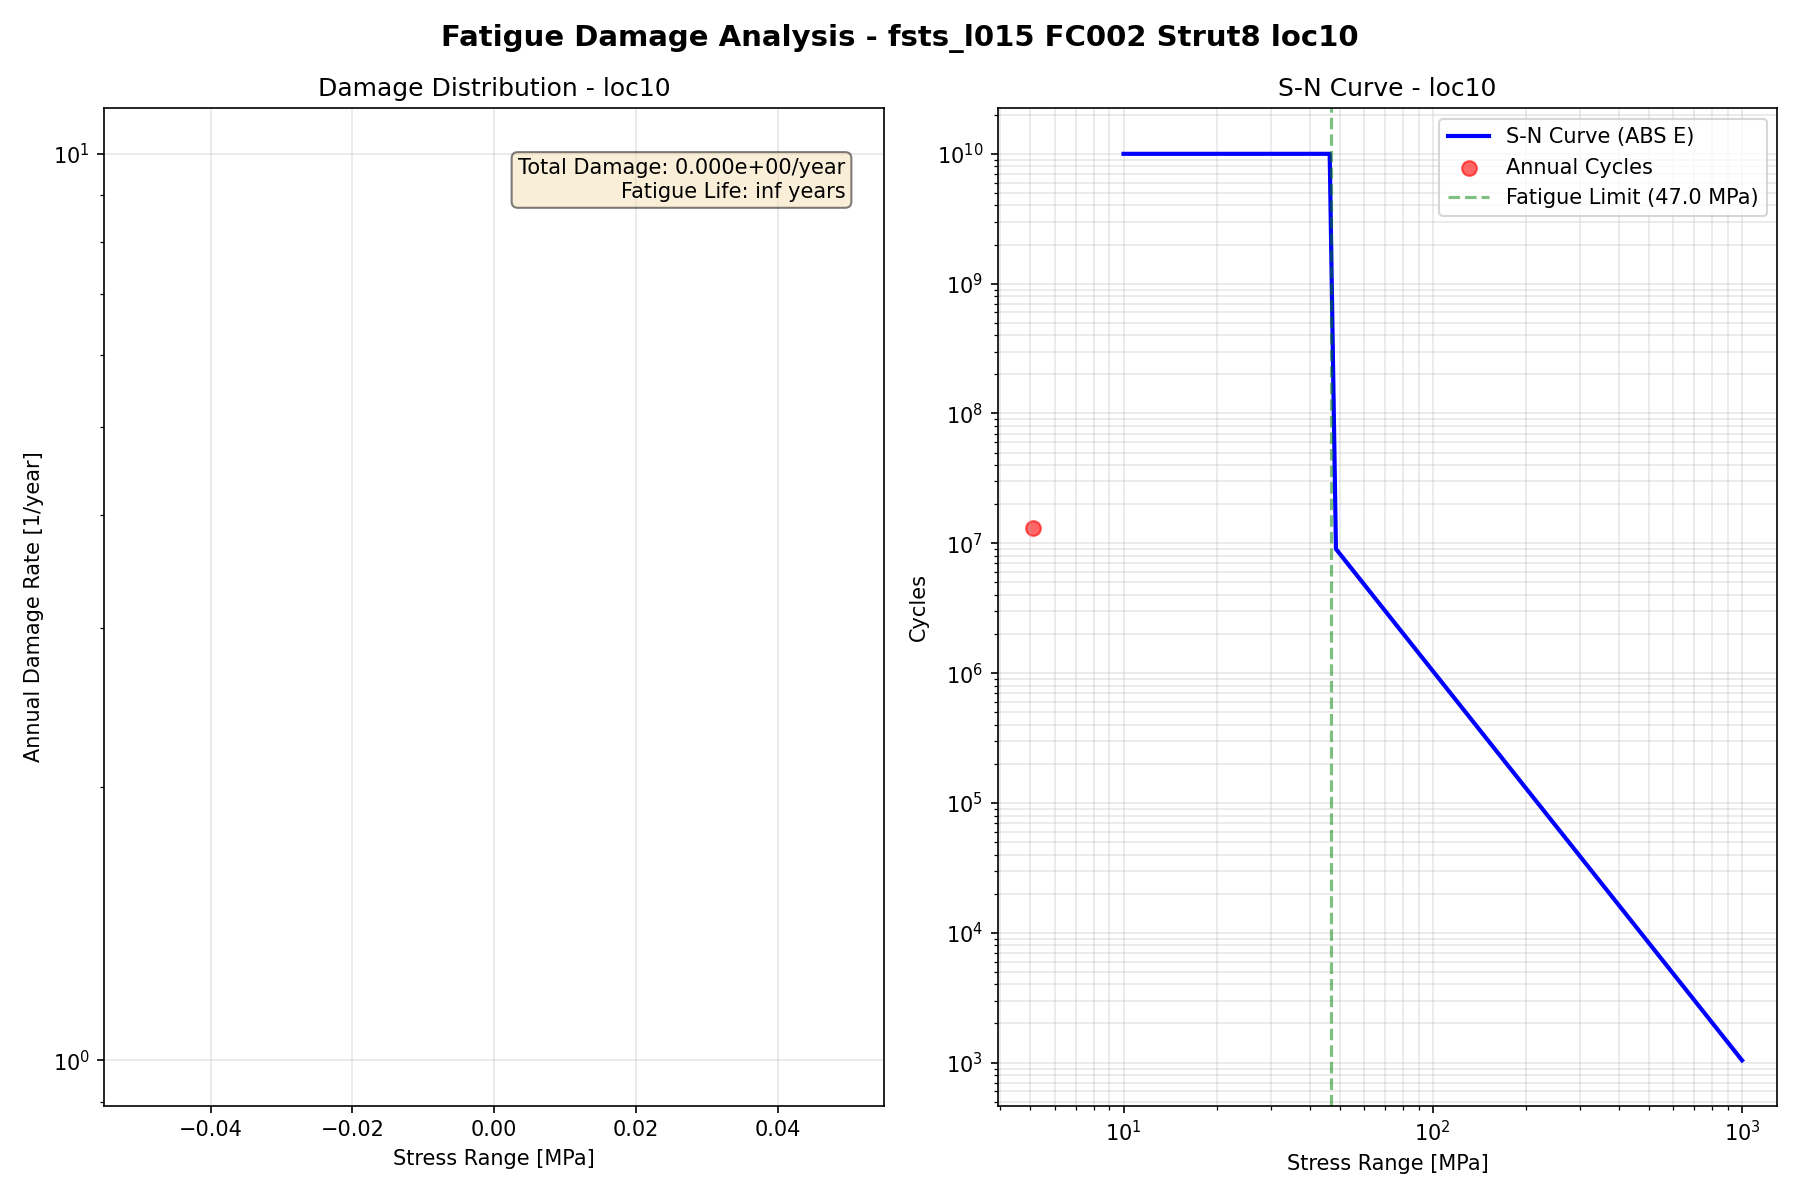 Fatigue Damage Analysis - fsts_l015 FC002 Strut8 loc10
Damage Distribution - loc10
Total Damage: 0.000e+00/year
Fatigue Life: inf years
10¹
10⁰
Annual Damage Rate [1/year]
−0.04
−0.02
0.00
0.02
0.04
Stress Range [MPa]
S-N Curve - loc10
S-N Curve (ABS E)
Annual Cycles
Fatigue Limit (47.0 MPa)
10¹⁰
10⁹
10⁸
10⁷
10⁶
10⁵
10⁴
10³
Cycles
10¹
10²
10³
Stress Range [MPa]